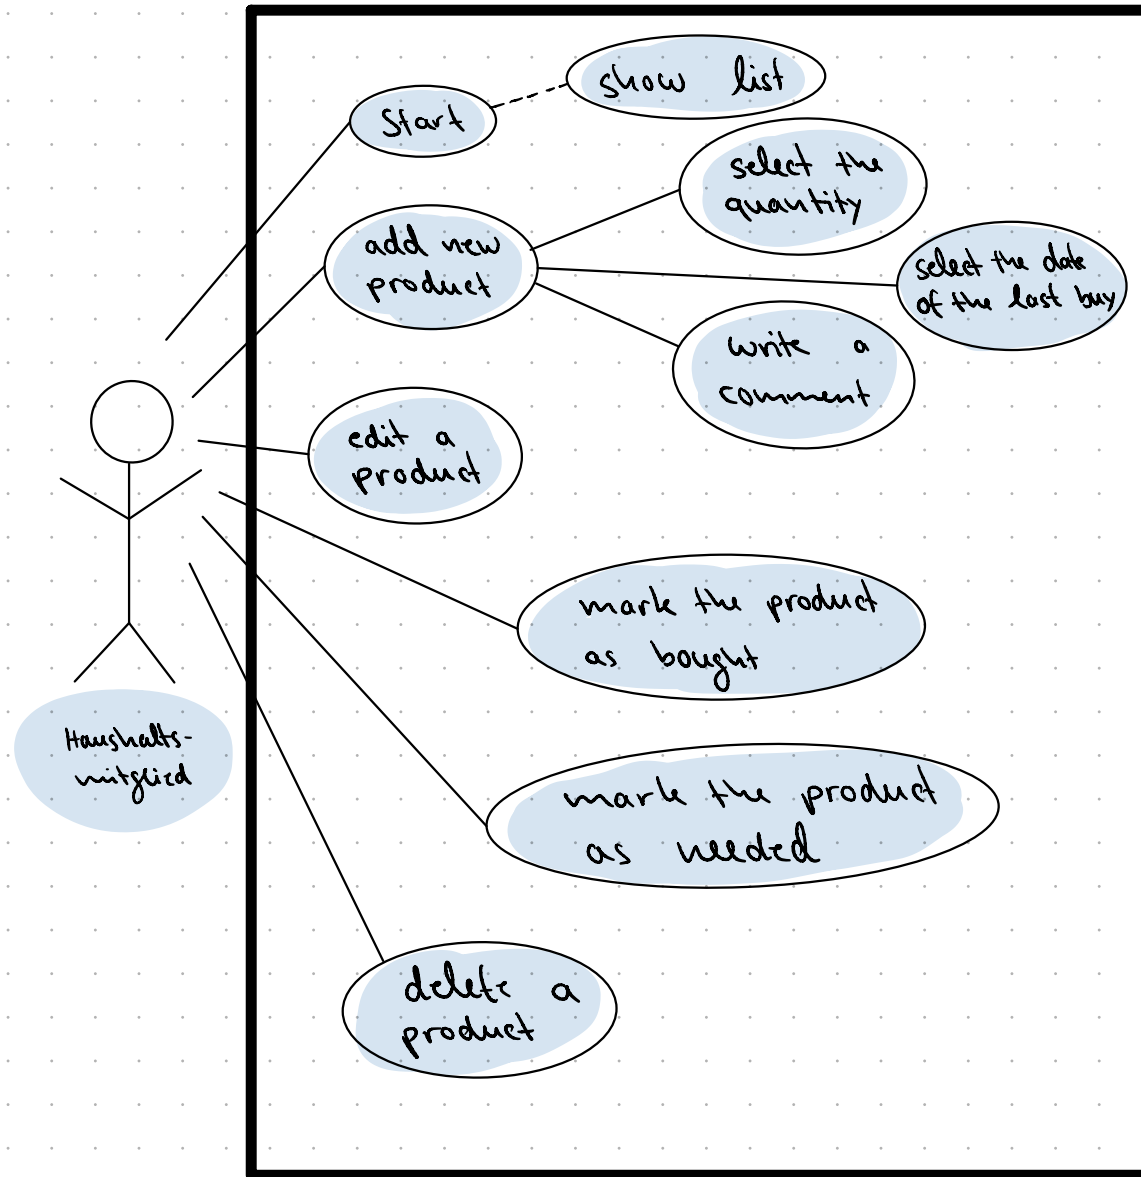 show list
Start
select the
quantity
add new
product
select the date
of the last buy
write a
comment
edit a
product
mark the product
as bought
Haushalts-
mitglied
mark the product
as needed
delete a
product